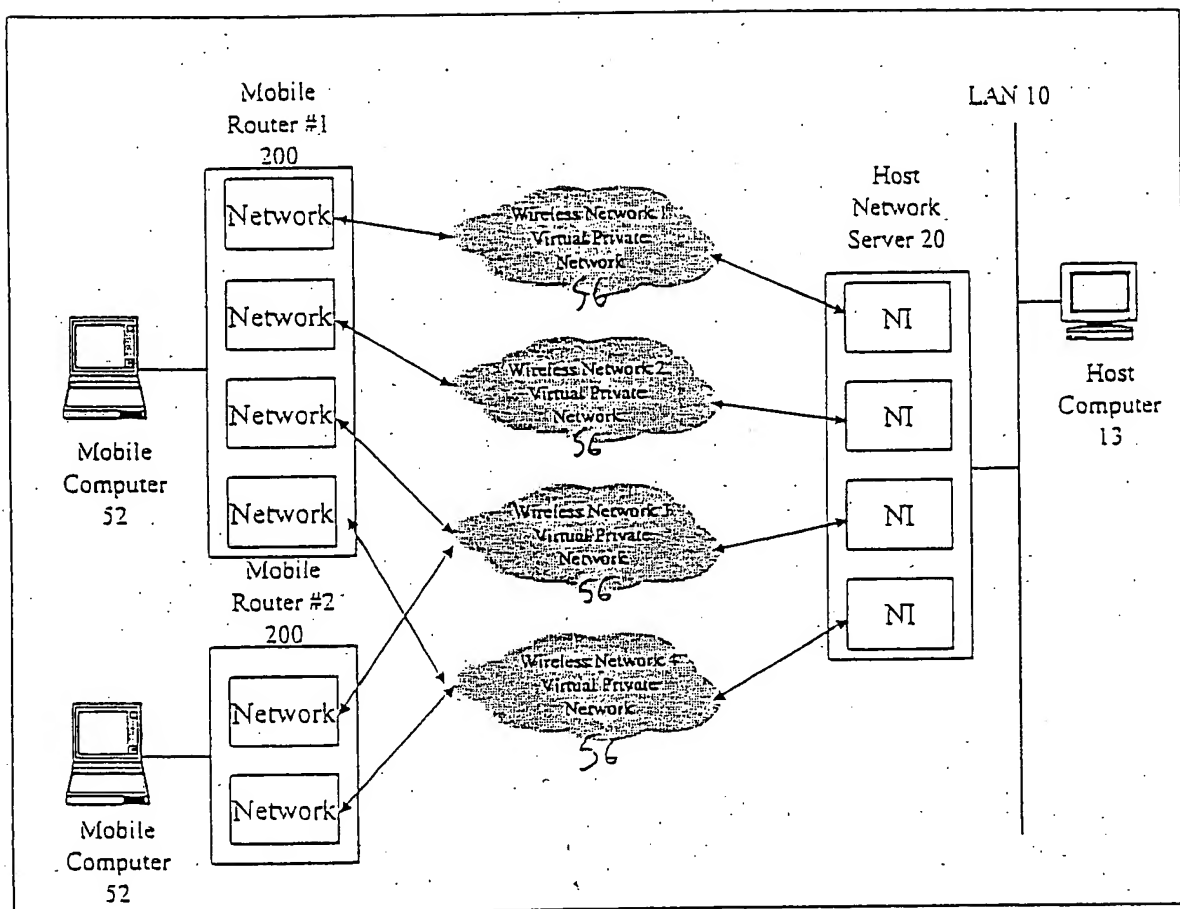 Mobile
Router #1
200
Network
Network
Network
Network
Mobile
Computer
52
Mobile
Router #2
200
Network
Network
Mobile
Computer
52
Wireless Network 1
Virtual Private
Network
56
Wireless Network 2
Virtual Private
Network
56
Wireless Network
Virtual Private
Network
56
Wireless Network
Virtual Private
Network
56
Host
Network
Server 20
NI
NI
NI
NI
LAN 10
Host
Computer
13